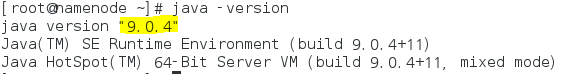 [root@namenode ~]# java -version
java version "9.0.4"
Java(TM) SE Runtime Environment (build 9.0.4+11)
Java HotSpot(TM) 64-Bit Server VM (build 9.0.4+11, mixed mode)